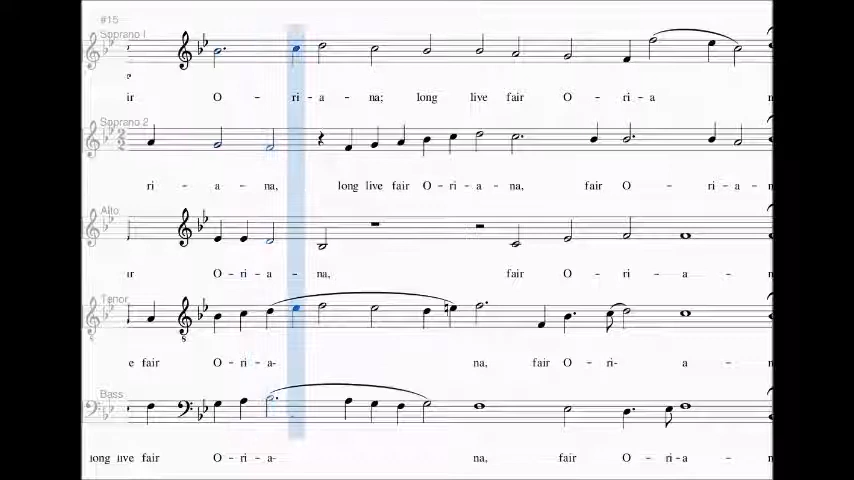 #15
Soprano I
ir O - ri - a - na; long live fair O - ri - a n
Soprano 2
ri - a - na, long live fair O - ri - a - na, fair O - ri - a - n
Alto
ir O - ri - a - na, fair O - ri - a - n
Tenor
e fair O - ri - a- na, fair O - ri- a - n
Bass
long live fair O - ri - a- na, fair O - ri - a - n